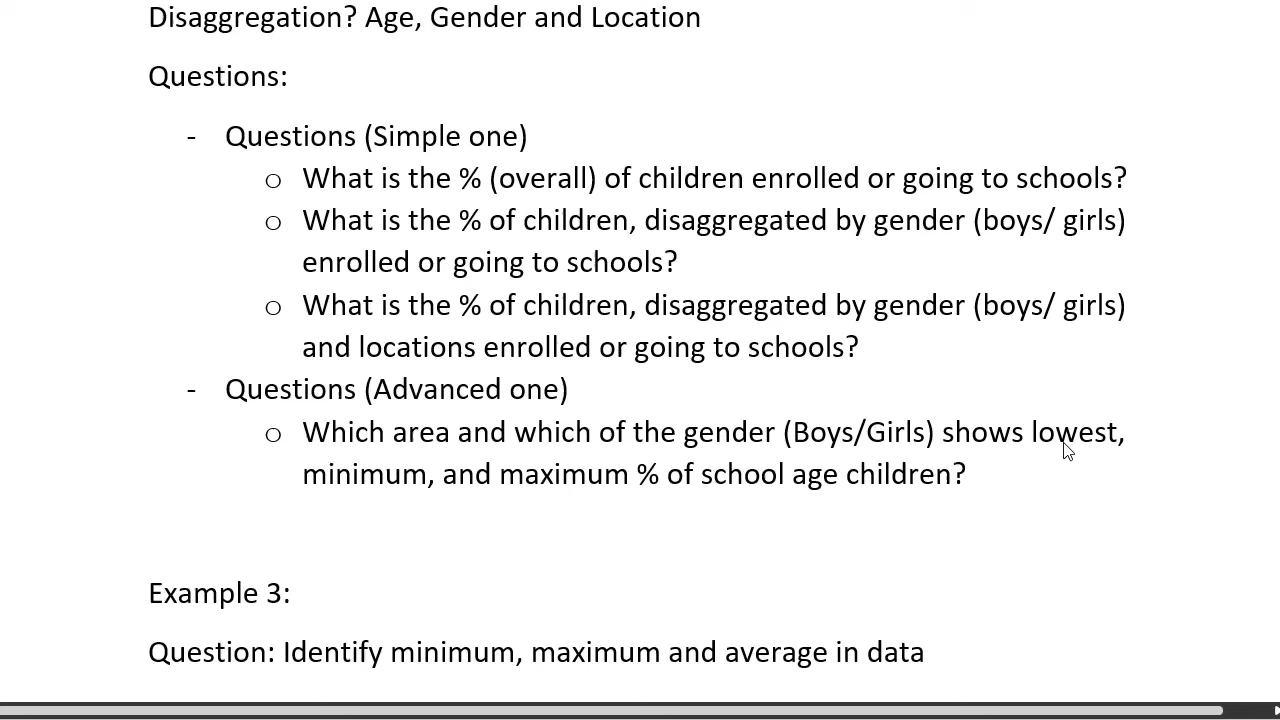 Disaggregation? Age, Gender and Location
Questions:
- Questions (Simple one)
o What is the % (overall) of children enrolled or going to schools?
o What is the % of children, disaggregated by gender (boys/ girls)
enrolled or going to schools?
o What is the % of children, disaggregated by gender (boys/ girls)
and locations enrolled or going to schools?
- Questions (Advanced one)
o Which area and which of the gender (Boys/Girls) shows lowest,
minimum, and maximum % of school age children?
Example 3:
Question: Identify minimum, maximum and average in data